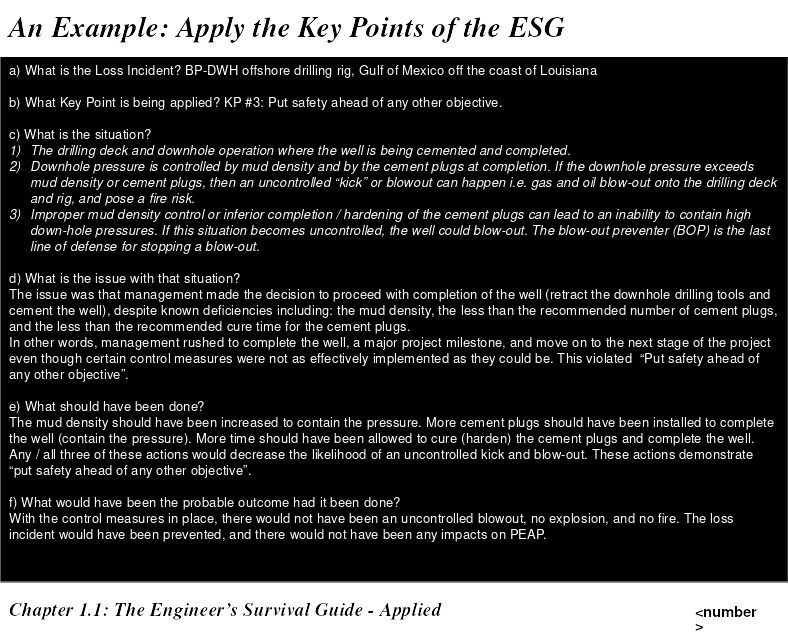 An Example: Apply the Key Points of the ESG
a) What is the Loss Incident? BP-DWH offshore drilling rig, Gulf of Mexico off the coast of Louisiana
b) What Key Point is being applied? KP #3: Put safety ahead of any other objective.
c) What is the situation?
1) The drilling deck and downhole operation where the well is being cemented and completed.
2) Downhole pressure is controlled by mud density and by the cement plugs at completion. If the downhole pressure exceeds
mud density or cement plugs, then an uncontrolled “kick” or blowout can happen i.e. gas and oil blow-out onto the drilling deck
and rig, and pose a fire risk.
3) Improper mud density control or inferior completion / hardening of the cement plugs can lead to an inability to contain high
down-hole pressures. If this situation becomes uncontrolled, the well could blow-out. The blow-out preventer (BOP) is the last
line of defense for stopping a blow-out.
d) What is the issue with that situation?
The issue was that management made the decision to proceed with completion of the well (retract the downhole drilling tools and
cement the well), despite known deficiencies including: the mud density, the less than the recommended number of cement plugs,
and the less than the recommended cure time for the cement plugs.
In other words, management rushed to complete the well, a major project milestone, and move on to the next stage of the project
even though certain control measures were not as effectively implemented as they could be. This violated “Put safety ahead of
any other objective”.
e) What should have been done?
The mud density should have been increased to contain the pressure. More cement plugs should have been installed to complete
the well (contain the pressure). More time should have been allowed to cure (harden) the cement plugs and complete the well.
Any / all three of these actions would decrease the likelihood of an uncontrolled kick and blow-out. These actions demonstrate
“put safety ahead of any other objective”.
f) What would have been the probable outcome had it been done?
With the control measures in place, there would not have been an uncontrolled blowout, no explosion, and no fire. The loss
incident would have been prevented, and there would not have been any impacts on PEAP.
Chapter 1.1: The Engineer’s Survival Guide - Applied
<number
>